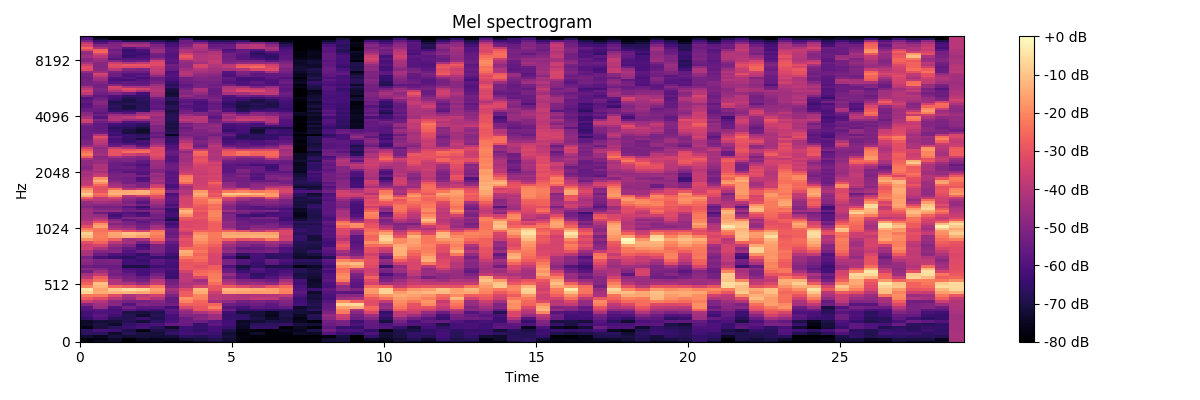 Mel spectrogram
Hz
8192
4096
2048
1024
512
0
0 5 10 15 20 25
Time
+0 dB
-10 dB
-20 dB
-30 dB
-40 dB
-50 dB
-60 dB
-70 dB
-80 dB